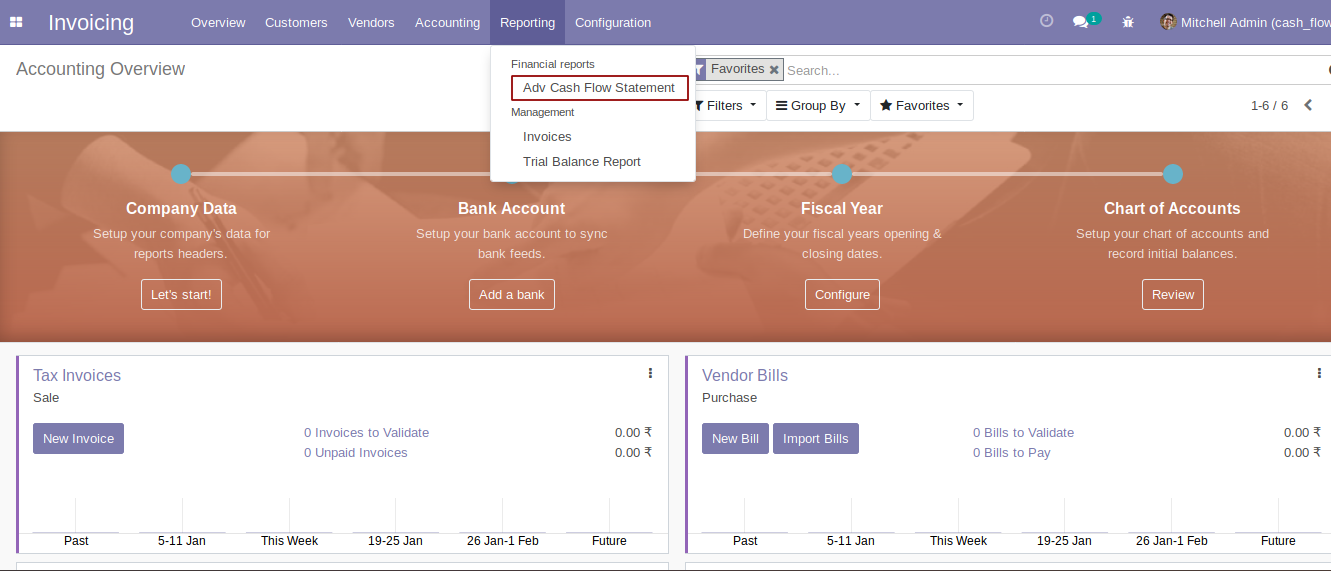 Invoicing Overview Customers Vendors Accounting Reporting Configuration 1 Mitchell Admin (cash_flow
Accounting Overview
Financial reports
Adv Cash Flow Statement
Management
Invoices
Trial Balance Report
Favorites Search...
Filters Group By Favorites 1-6 / 6
Company Data
Setup your company's data for
reports headers.
Let's start!
Bank Account
Setup your bank account to sync
bank feeds.
Add a bank
Fiscal Year
Define your fiscal years opening &
closing dates.
Configure
Chart of Accounts
Setup your chart of accounts and
record initial balances.
Review
Tax Invoices
Sale
New Invoice
0 Invoices to Validate 0.00 ₹
0 Unpaid Invoices 0.00 ₹
Past 5-11 Jan This Week 19-25 Jan 26 Jan-1 Feb Future
Vendor Bills
Purchase
New Bill Import Bills
0 Bills to Validate 0.00 ₹
0 Bills to Pay 0.00 ₹
Past 5-11 Jan This Week 19-25 Jan 26 Jan-1 Feb Future